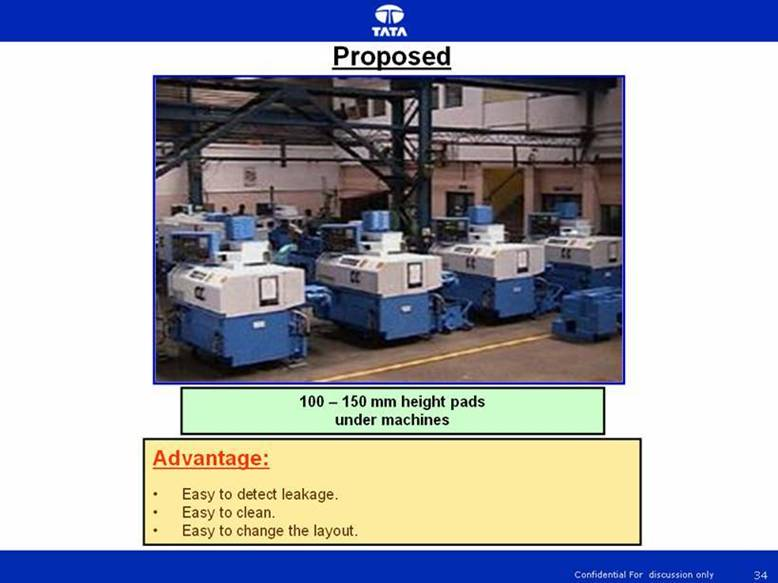 TATA
Proposed
100 – 150 mm height pads
under machines
Advantage:
• Easy to detect leakage.
• Easy to clean.
• Easy to change the layout.
Confidential For discussion only 34